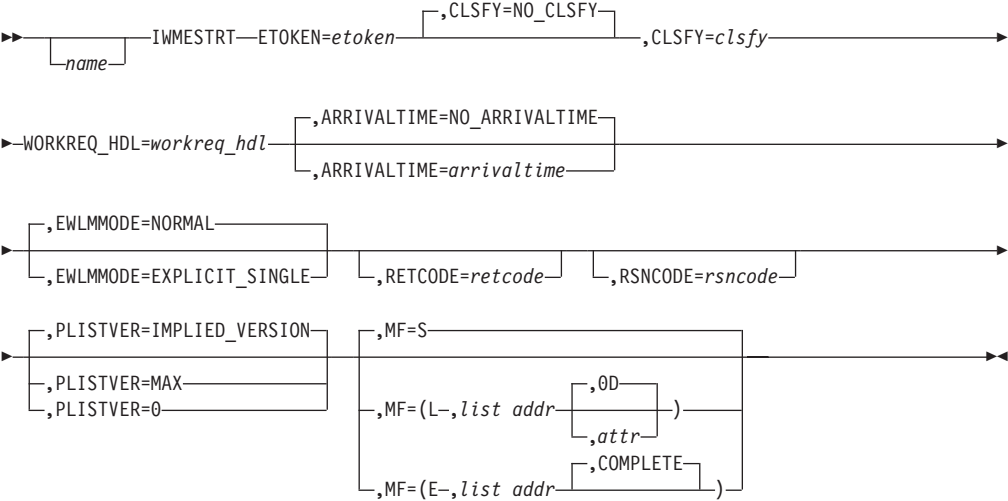 ,CLSFY=NO_CLSFY
IWMESTRT ETOKEN=etoken ,CLSFY=clsfy
name
,ARRIVALTIME=NO_ARRIVALTIME
WORKREQ_HDL=workreq_hdl
,ARRIVALTIME=arrivaltime
,EWLMMODE=NORMAL
,EWLMMODE=EXPLICIT_SINGLE ,RETCODE=retcode ,RSNCODE=rsncode
,PLISTVER=IMPLIED_VERSION ,MF=S
,PLISTVER=MAX ,0D
,PLISTVER=0 ,MF=(L ,list addr )
,attr
,COMPLETE
,MF=(E ,list addr )